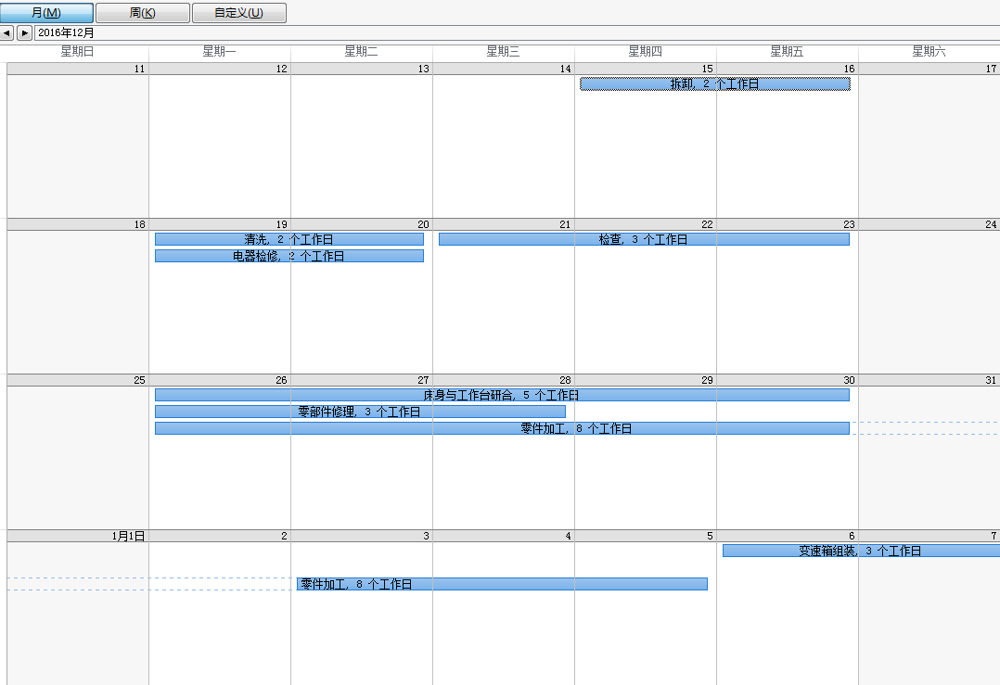 月(M) 周(K) 自定义(U)
2016年12月
星期日 星期一 星期二 星期三 星期四 星期五 星期六
11 12 13 14 15 16 17
拆卸, 2 个工作日
18 19 20 21 22 23 24
清洗, 2 个工作日 检查, 3 个工作日
电器检修, 2 个工作日
25 26 27 28 29 30 31
床身与工作台研合, 5 个工作日
零部件修理, 3 个工作日
零件加工, 8 个工作日
1月1日 2 3 4 5 6 7
变速箱组装, 3 个工作日
零件加工, 8 个工作日